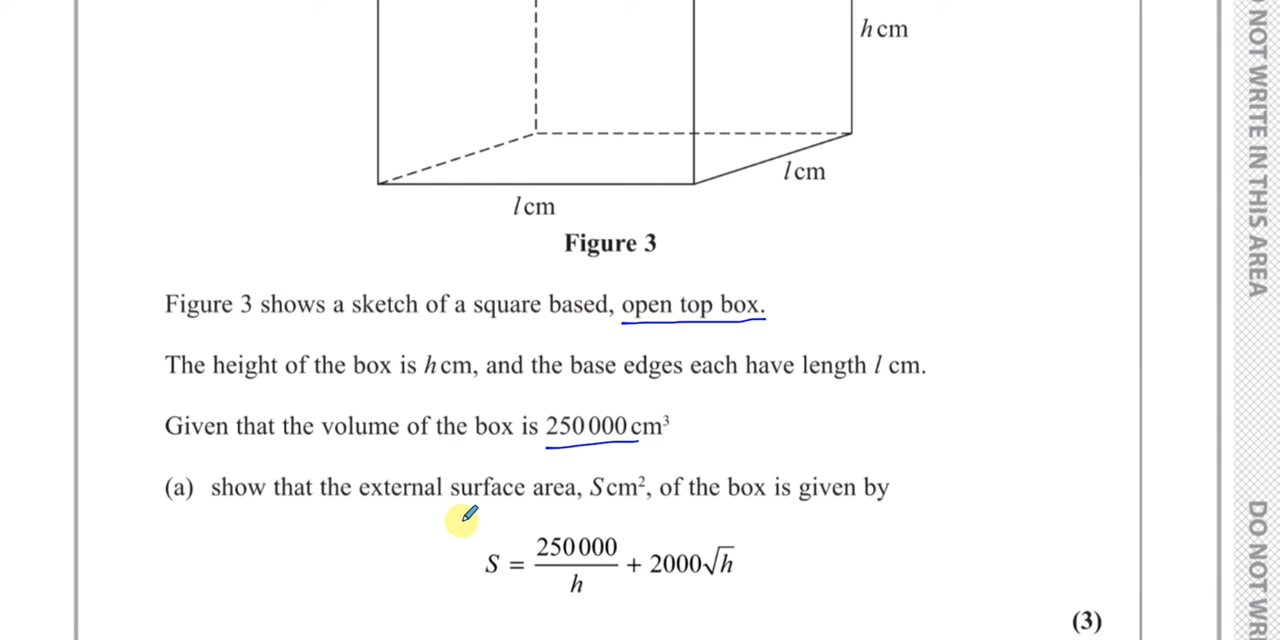 h cm
l cm
l cm
Figure 3
Figure 3 shows a sketch of a square based, open top box.
The height of the box is h cm, and the base edges each have length l cm.
Given that the volume of the box is 250 000 cm³
(a) show that the external surface area, S cm², of the box is given by
S = 250 000 / h + 2000√h
(3)
NOT WRITE IN THIS AREA
DO NOT WRI